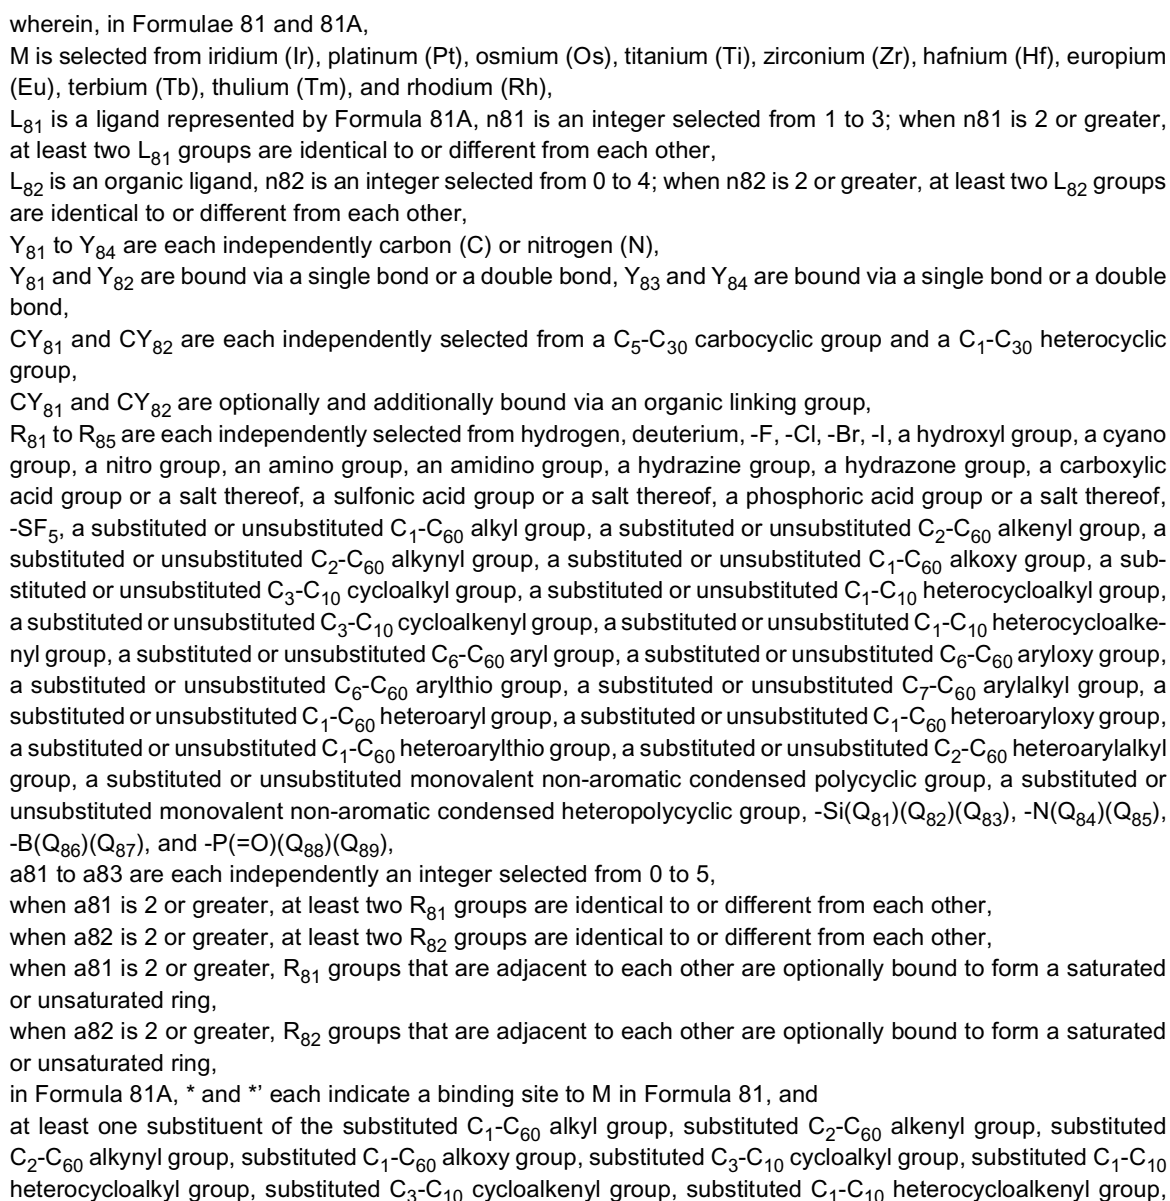 wherein, in Formulae 81 and 81A,
M is selected from iridium (Ir), platinum (Pt), osmium (Os), titanium (Ti), zirconium (Zr), hafnium (Hf), europium
(Eu), terbium (Tb), thulium (Tm), and rhodium (Rh),
L81 is a ligand represented by Formula 81A, n81 is an integer selected from 1 to 3; when n81 is 2 or greater,
at least two L81 groups are identical to or different from each other,
L82 is an organic ligand, n82 is an integer selected from 0 to 4; when n82 is 2 or greater, at least two L82 groups
are identical to or different from each other,
Y81 to Y84 are each independently carbon (C) or nitrogen (N),
Y81 and Y82 are bound via a single bond or a double bond, Y83 and Y84 are bound via a single bond or a double
bond,
CY81 and CY82 are each independently selected from a C5-C30 carbocyclic group and a C1-C30 heterocyclic
group,
CY81 and CY82 are optionally and additionally bound via an organic linking group,
R81 to R85 are each independently selected from hydrogen, deuterium, -F, -Cl, -Br, -I, a hydroxyl group, a cyano
group, a nitro group, an amino group, an amidino group, a hydrazine group, a hydrazone group, a carboxylic
acid group or a salt thereof, a sulfonic acid group or a salt thereof, a phosphoric acid group or a salt thereof,
-SF5, a substituted or unsubstituted C1-C60 alkyl group, a substituted or unsubstituted C2-C60 alkenyl group, a
substituted or unsubstituted C2-C60 alkynyl group, a substituted or unsubstituted C1-C60 alkoxy group, a sub-
stituted or unsubstituted C3-C10 cycloalkyl group, a substituted or unsubstituted C1-C10 heterocycloalkyl group,
a substituted or unsubstituted C3-C10 cycloalkenyl group, a substituted or unsubstituted C1-C10 heterocycloalke-
nyl group, a substituted or unsubstituted C6-C60 aryl group, a substituted or unsubstituted C6-C60 aryloxy group,
a substituted or unsubstituted C6-C60 arylthio group, a substituted or unsubstituted C7-C60 arylalkyl group, a
substituted or unsubstituted C1-C60 heteroaryl group, a substituted or unsubstituted C1-C60 heteroaryloxy group,
a substituted or unsubstituted C1-C60 heteroarylthio group, a substituted or unsubstituted C2-C60 heteroarylalkyl
group, a substituted or unsubstituted monovalent non-aromatic condensed polycyclic group, a substituted or
unsubstituted monovalent non-aromatic condensed heteropolycyclic group, -Si(Q81)(Q82)(Q83), -N(Q84)(Q85),
-B(Q86)(Q87), and -P(=O)(Q88)(Q89),
a81 to a83 are each independently an integer selected from 0 to 5,
when a81 is 2 or greater, at least two R81 groups are identical to or different from each other,
when a82 is 2 or greater, at least two R82 groups are identical to or different from each other,
when a81 is 2 or greater, R81 groups that are adjacent to each other are optionally bound to form a saturated
or unsaturated ring,
when a82 is 2 or greater, R82 groups that are adjacent to each other are optionally bound to form a saturated
or unsaturated ring,
in Formula 81A, * and *' each indicate a binding site to M in Formula 81, and
at least one substituent of the substituted C1-C60 alkyl group, substituted C2-C60 alkenyl group, substituted
C2-C60 alkynyl group, substituted C1-C60 alkoxy group, substituted C3-C10 cycloalkyl group, substituted C1-C10
heterocycloalkyl group, substituted C3-C10 cycloalkenyl group, substituted C1-C10 heterocycloalkenyl group,